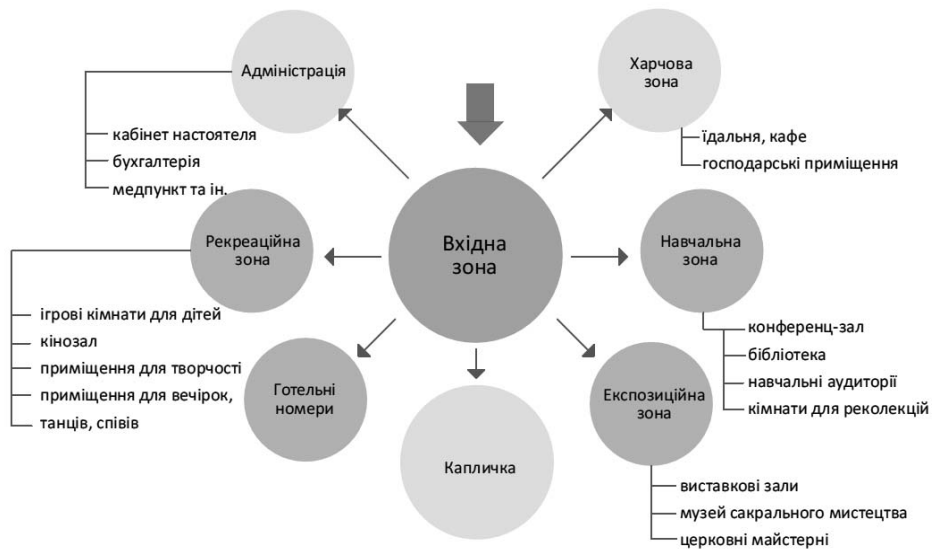 Адміністрація
кабінет настоятеля
бухгалтерія
медпункт та ін.
Харчова
зона
їдальня, кафе
господарські приміщення
Вхідна
зона
Рекреаційна
зона
ігрові кімнати для дітей
кінозал
приміщення для творчості
приміщення для вечірок,
танців, співів
Навчальна
зона
конференц-зал
бібліотека
навчальні аудиторії
кімнати для реколекцій
Готельні
номери
Капличка
Експозиційна
зона
виставкові зали
музей сакрального мистецтва
церковні майстерні